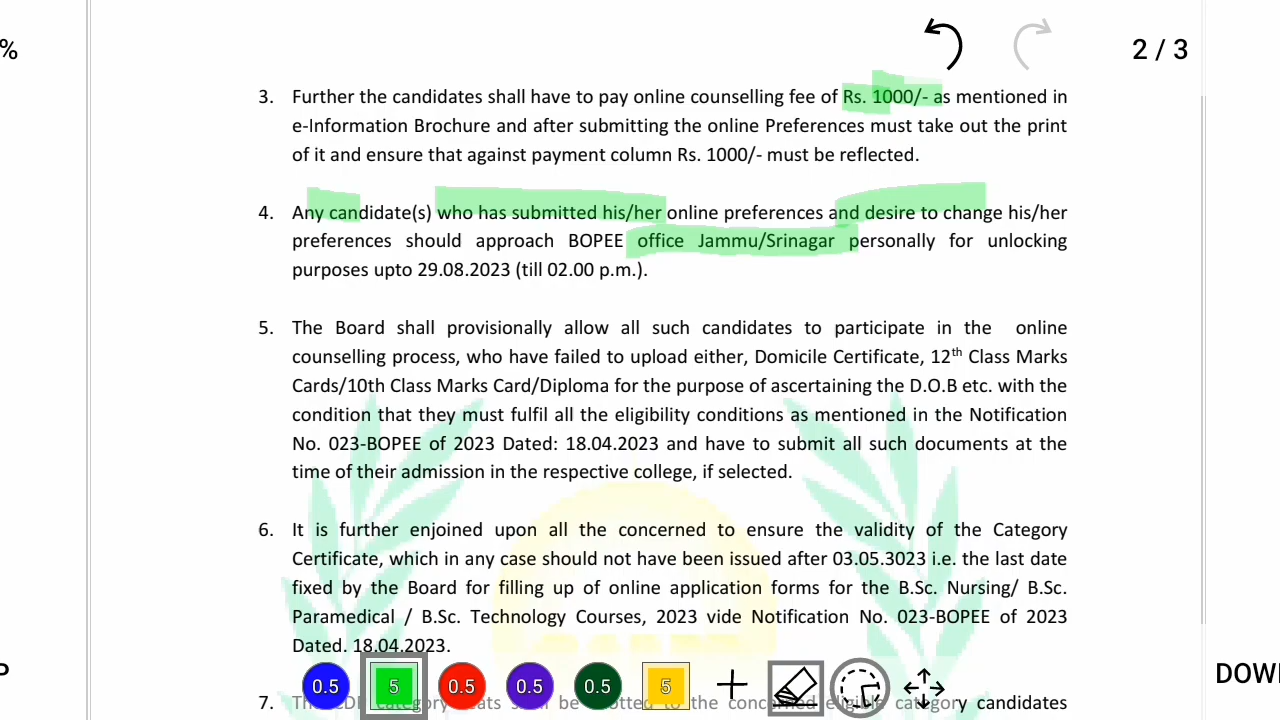 %
2 / 3
3. Further the candidates shall have to pay online counselling fee of Rs. 1000/- as mentioned in
e-Information Brochure and after submitting the online Preferences must take out the print
of it and ensure that against payment column Rs. 1000/- must be reflected.
4. Any candidate(s) who has submitted his/her online preferences and desire to change his/her
preferences should approach BOPEE office Jammu/Srinagar personally for unlocking
purposes upto 29.08.2023 (till 02.00 p.m.).
5. The Board shall provisionally allow all such candidates to participate in the online
counselling process, who have failed to upload either, Domicile Certificate, 12th Class Marks
Cards/10th Class Marks Card/Diploma for the purpose of ascertaining the D.O.B etc. with the
condition that they must fulfil all the eligibility conditions as mentioned in the Notification
No. 023-BOPEE of 2023 Dated: 18.04.2023 and have to submit all such documents at the
time of their admission in the respective college, if selected.
6. It is further enjoined upon all the concerned to ensure the validity of the Category
Certificate, which in any case should not have been issued after 03.05.3023 i.e. the last date
fixed by the Board for filling up of online application forms for the B.Sc. Nursing/ B.Sc.
Paramedical / B.Sc. Technology Courses, 2023 vide Notification No. 023-BOPEE of 2023
Dated. 18.04.2023.
P
0.5 5 0.5 0.5 0.5 5
DOW
7. category be to the eligible category candidates